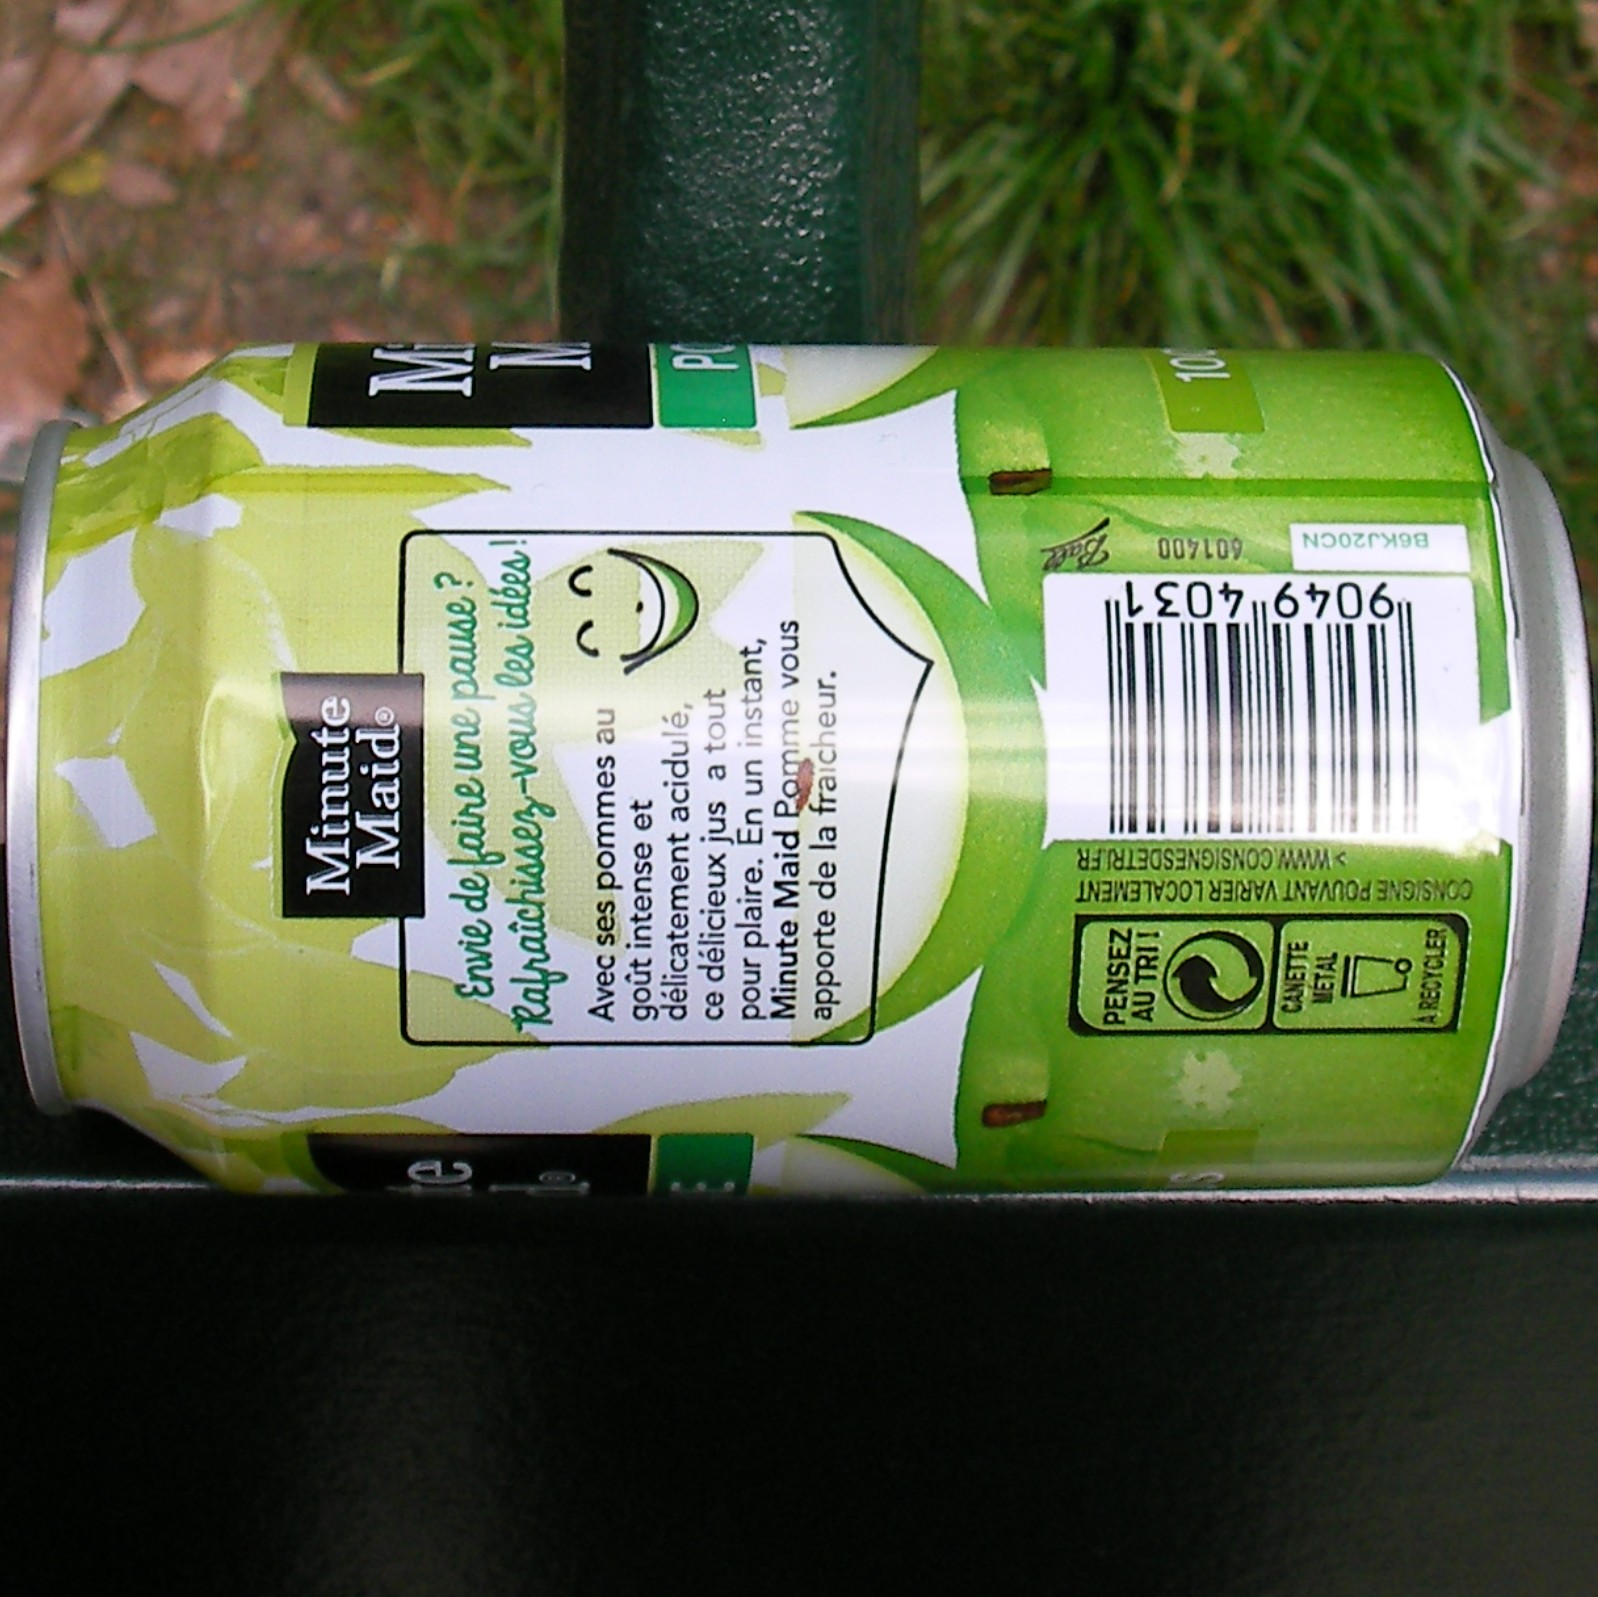 Minute
Maid®
Envie de faire une pause ?
Rafraîchissez-vous les idées !
Avec ses pommes au
goût intense et
délicatement acidulé,
ce délicieux jus a tout
pour plaire. En un instant,
Minute Maid Pomme vous
apporte de la fraîcheur.
Ball
601400
B6KJ20CN
9049 4031
CONSIGNE POUVANT VARIER LOCALEMENT
> WWW.CONSIGNESDETRI.FR
PENSEZ
AU TRI !
CANETTE
MÉTAL
À RECYCLER